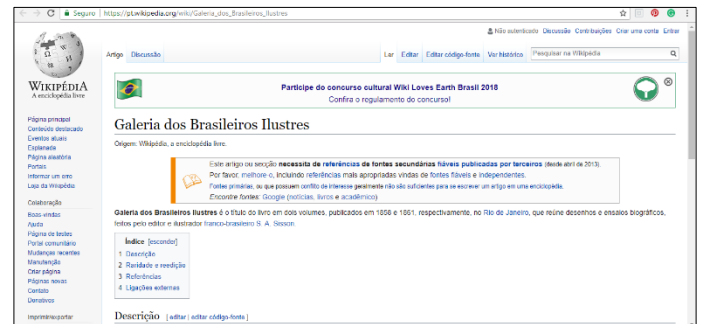 Seguro
https://pt.wikipedia.org/wiki/Galeria_dos_Brasileiros_Ilustres
Não autenticado Discussão Contribuições Criar uma conta Entrar
Artigo Discussão
Ler Editar Editar código-fonte Ver histórico
Pesquisar na Wikipédia
WIKIPÉDIA
A enciclopédia livre
Participe do concurso cultural Wiki Loves Earth Brasil 2018
Confira o regulamento do concurso!
Página principal
Conteúdo destacado
Eventos atuais
Esplanada
Página aleatória
Portais
Informar um erro
Loja da Wikipédia
Colaboração
Boas-vindas
Ajuda
Página de testes
Portal comunitário
Mudanças recentes
Manutenção
Criar página
Páginas novas
Contato
Donativos
Imprimir/exportar
Galeria dos Brasileiros Ilustres
Origem: Wikipédia, a enciclopédia livre.
Este artigo ou secção necessita de referências de fontes secundárias fiáveis publicadas por terceiros (desde abril de 2013).
Por favor, melhore-o, incluindo referências mais apropriadas vindas de fontes fiáveis e independentes.
Fontes primárias, ou que possuem conflito de interesse geralmente não são suficientes para se escrever um artigo em uma enciclopédia.
Encontre fontes: Google (notícias, livros e acadêmico)
Galeria dos Brasileiros Ilustres é o título do livro em dois volumes, publicados em 1856 e 1861, respectivamente, no Rio de Janeiro, que reúne desenhos e ensaios biográficos,
feitos pelo editor e ilustrador franco-brasileiro S. A. Sisson.
Índice [esconder]
1 Descrição
2 Raridade e reedição
3 Referências
4 Ligações externas
Descrição [ editar | editar código-fonte ]